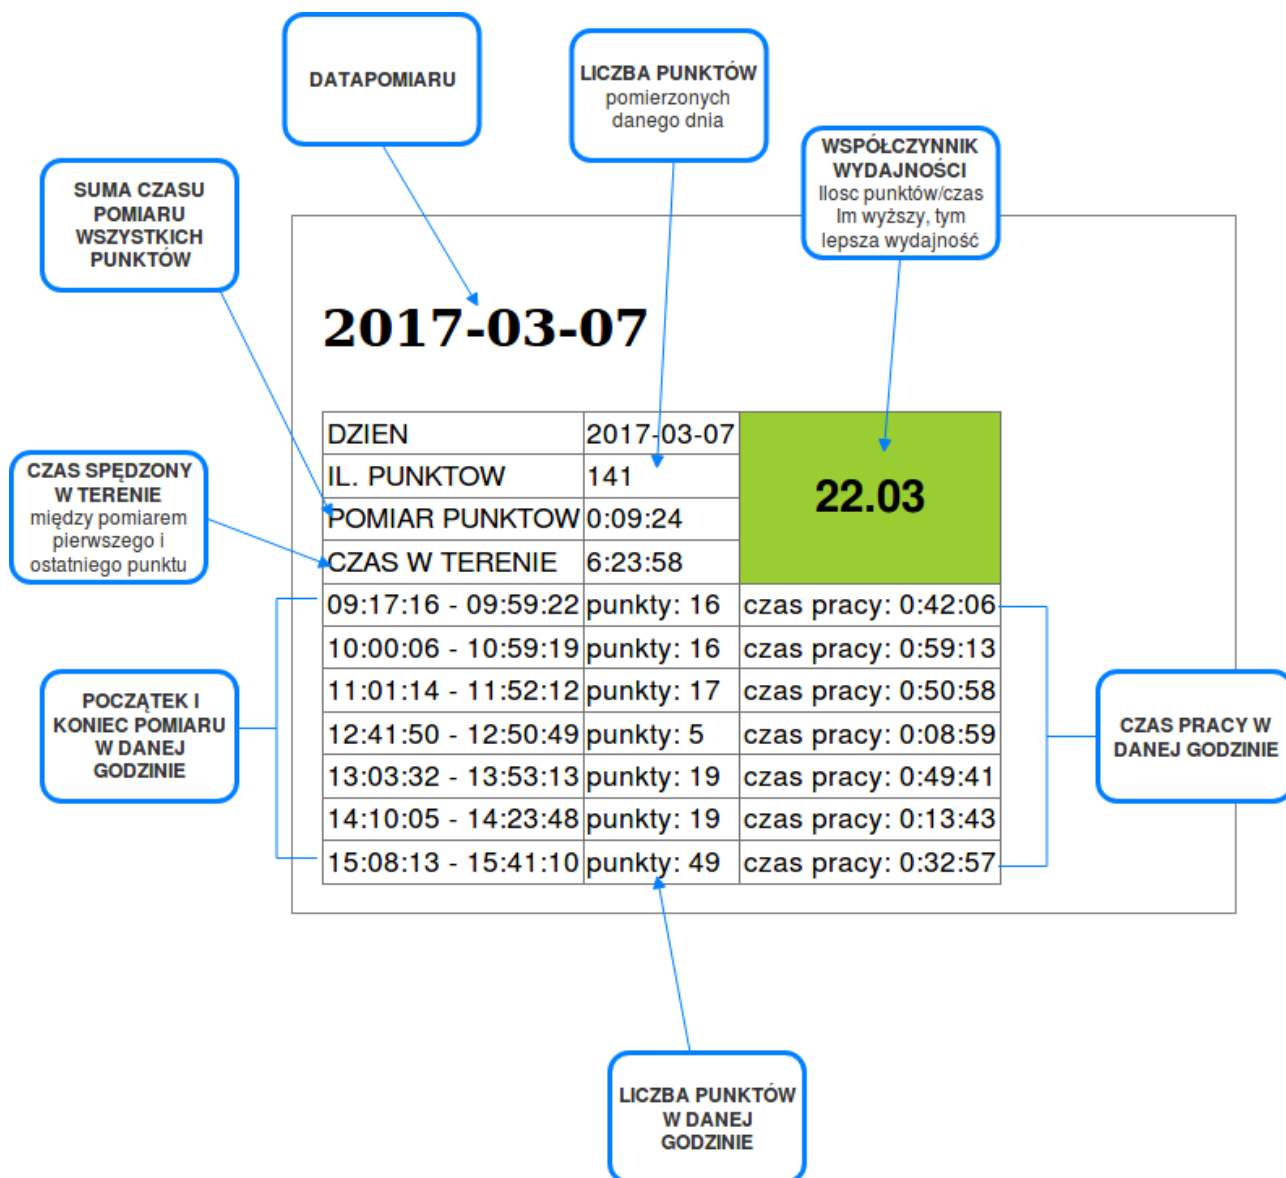 DATAPOMIARU
LICZBA PUNKTÓW
pomierzonych
danego dnia
WSPÓŁCZYNNIK
WYDAJNOŚCI
Ilosc punktów/czas
Im wyższy, tym
lepsza wydajność
SUMA CZASU
POMIARU
WSZYSTKICH
PUNKTÓW
2017-03-07
DZIEN 2017-03-07
IL. PUNKTOW 141
22.03
POMIAR PUNKTOW 0:09:24
CZAS W TERENIE 6:23:58
CZAS SPĘDZONY
W TERENIE
między pomiarem
pierwszego i
ostatniego punktu
09:17:16 - 09:59:22 punkty: 16 czas pracy: 0:42:06
10:00:06 - 10:59:19 punkty: 16 czas pracy: 0:59:13
11:01:14 - 11:52:12 punkty: 17 czas pracy: 0:50:58
12:41:50 - 12:50:49 punkty: 5 czas pracy: 0:08:59
13:03:32 - 13:53:13 punkty: 19 czas pracy: 0:49:41
14:10:05 - 14:23:48 punkty: 19 czas pracy: 0:13:43
15:08:13 - 15:41:10 punkty: 49 czas pracy: 0:32:57
POCZĄTEK I
KONIEC POMIARU
W DANEJ
GODZINIE
CZAS PRACY W
DANEJ GODZINIE
LICZBA PUNKTÓW
W DANEJ
GODZINIE